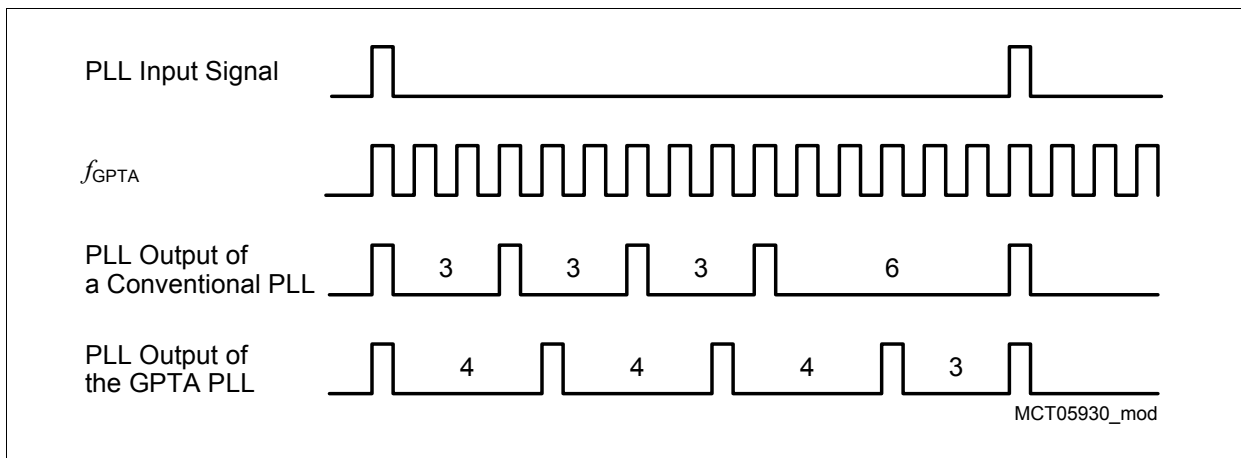 PLL Input Signal
fGPTA
PLL Output of
a Conventional PLL
3 3 3 6
PLL Output of
the GPTA PLL
4 4 4 3
MCT05930_mod